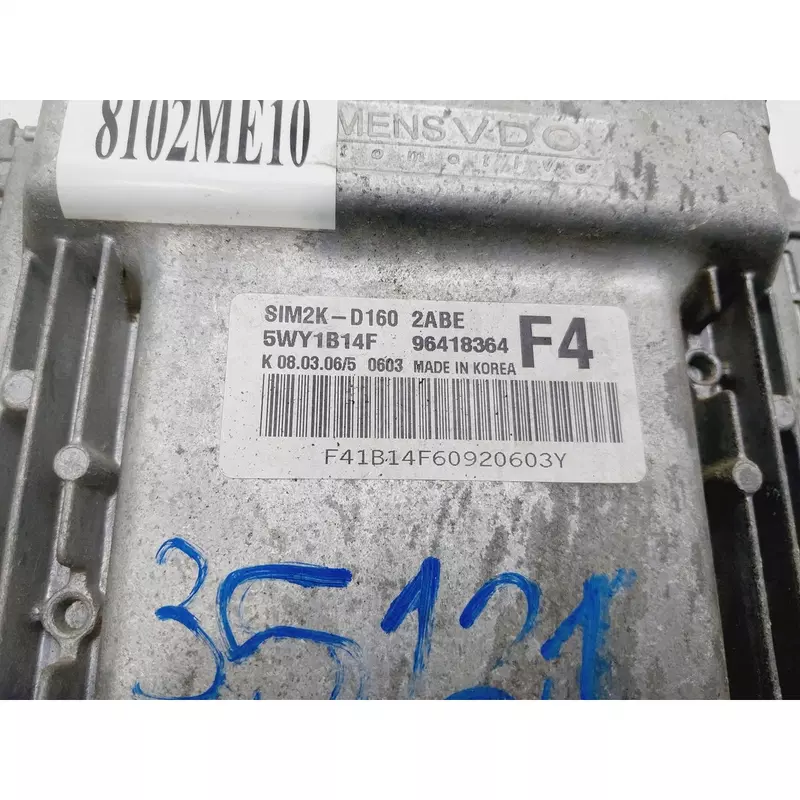 8102ME10
MENS VDO
SIM2K-D160 2ABE
5WY1B14F 96418364 F4
K 08.03.06/5 0603 MADE IN KOREA
F41B14F60920603Y
35121